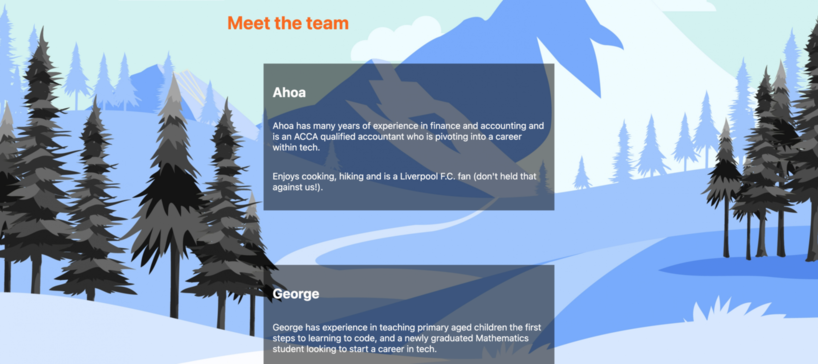 Meet the team
Ahoa
Ahoa has many years of experience in finance and accounting and
is an ACCA qualified accountant who is pivoting into a career
within tech.
Enjoys cooking, hiking and is a Liverpool F.C. fan (don't held that
against us!).
George
George has experience in teaching primary aged children the first
steps to learning to code, and a newly graduated Mathematics
student looking to start a career in tech.